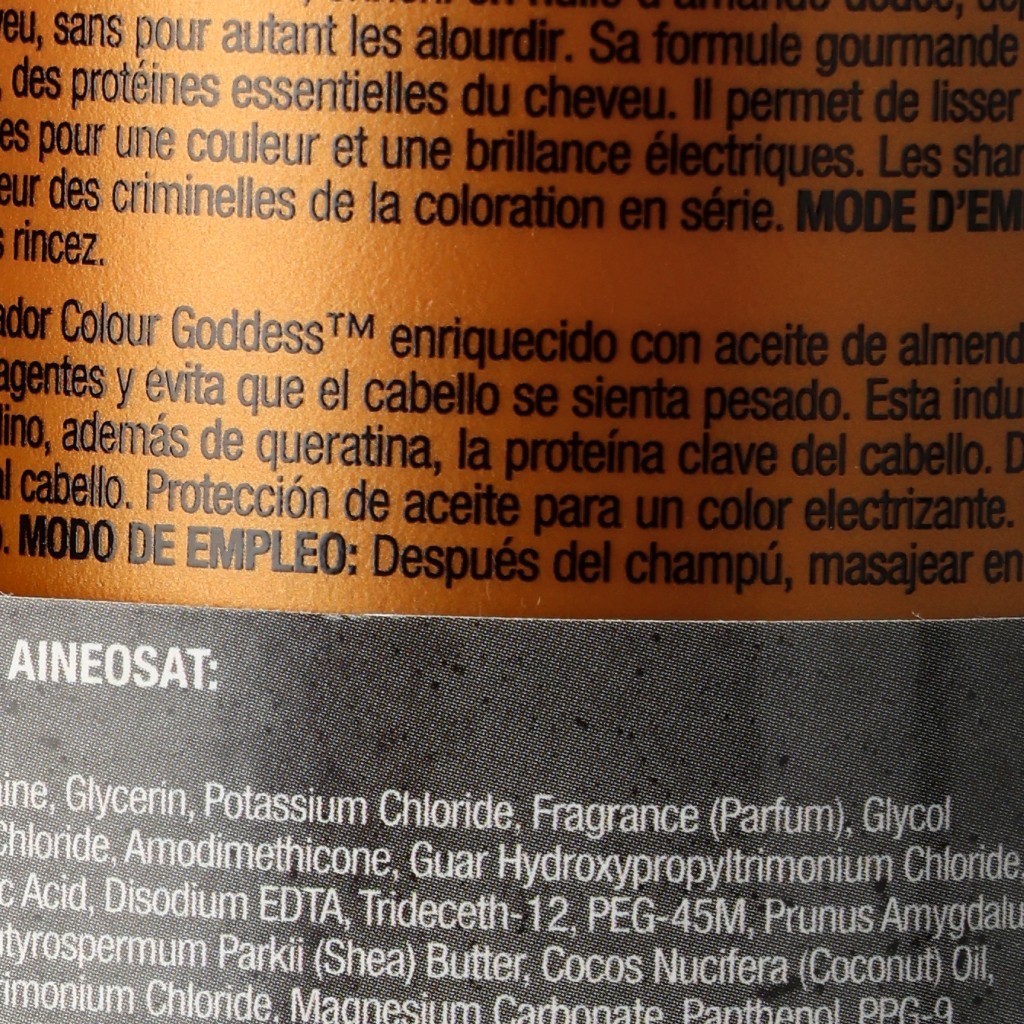 sans pour autant les alourdir. Sa formule gourmande
des protéines essentielles du cheveu. Il permet de lisser
pour une couleur et une brillance électriques. Les
des criminelles de la coloration en série. MODE D'EM
rincez.
Colour Goddess™ enriquecido con aceite de almend
agentes y evita que el cabello se sienta pesado. Esta indu
lino, además de queratina, la proteína clave del cabello. D
al cabello. Protección de aceite para un color electrizante.
MODO DE EMPLEO: Después del champú, masajear en
AINEOSAT:
ine, Glycerin, Potassium Chloride, Fragrance (Parfum), Glycol
Chloride, Amodimethicone, Guar Hydroxypropyltrimonium Chloride,
c Acid, Disodium EDTA, Trideceth-12, PEG-45M, Prunus Amygdalu
tyrospermum Parkii (Shea) Butter, Cocos Nucifera (Coconut) Oil,
rimonium Chloride, Magnesium Carbonate, Panthenol, PPG-9